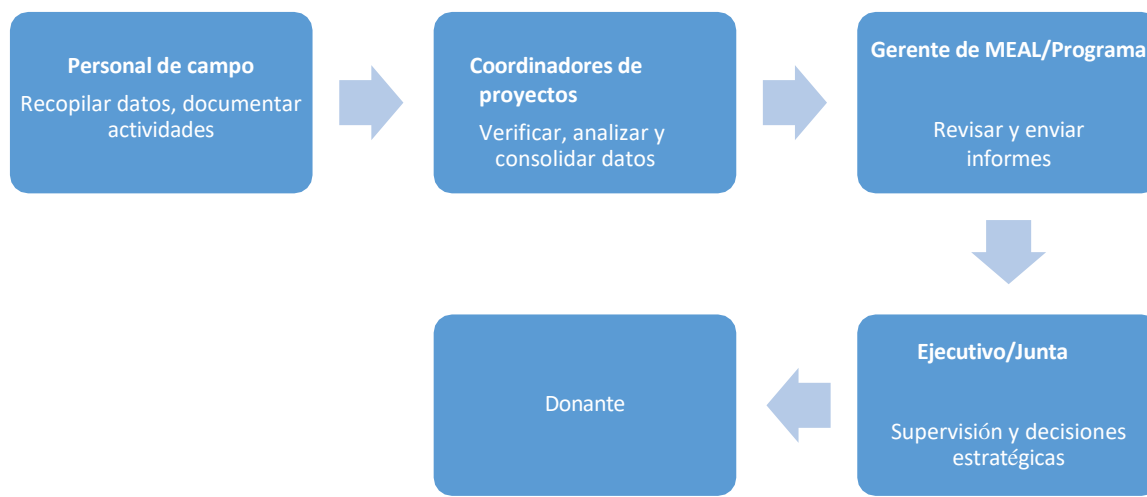 Personal de campo
Recopilar datos, documentar
actividades
Coordinadores de
proyectos
Verificar, analizar y
consolidar datos
Gerente de MEAL/Programa
Revisar y enviar
informes
Ejecutivo/Junta
Supervisión y decisiones
estratégicas
Donante